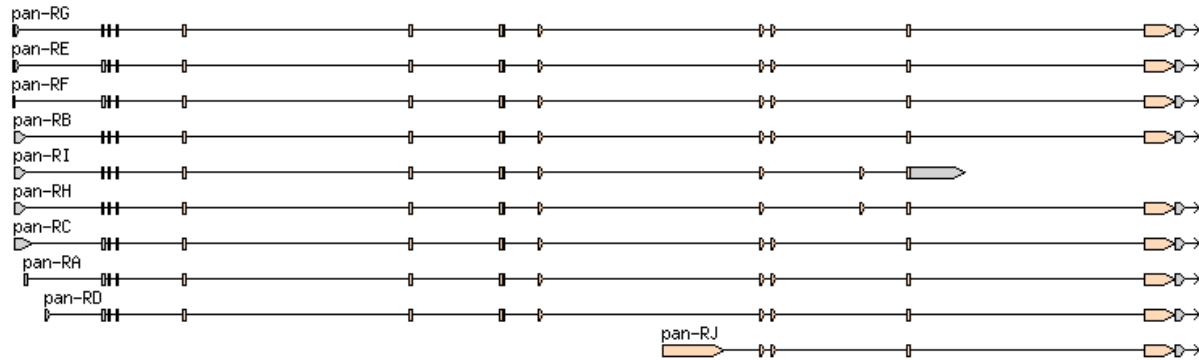 pan-RG
pan-RE
pan-RF
pan-RB
pan-RI
pan-RH
pan-RC
pan-RA
pan-RD
pan-RJ